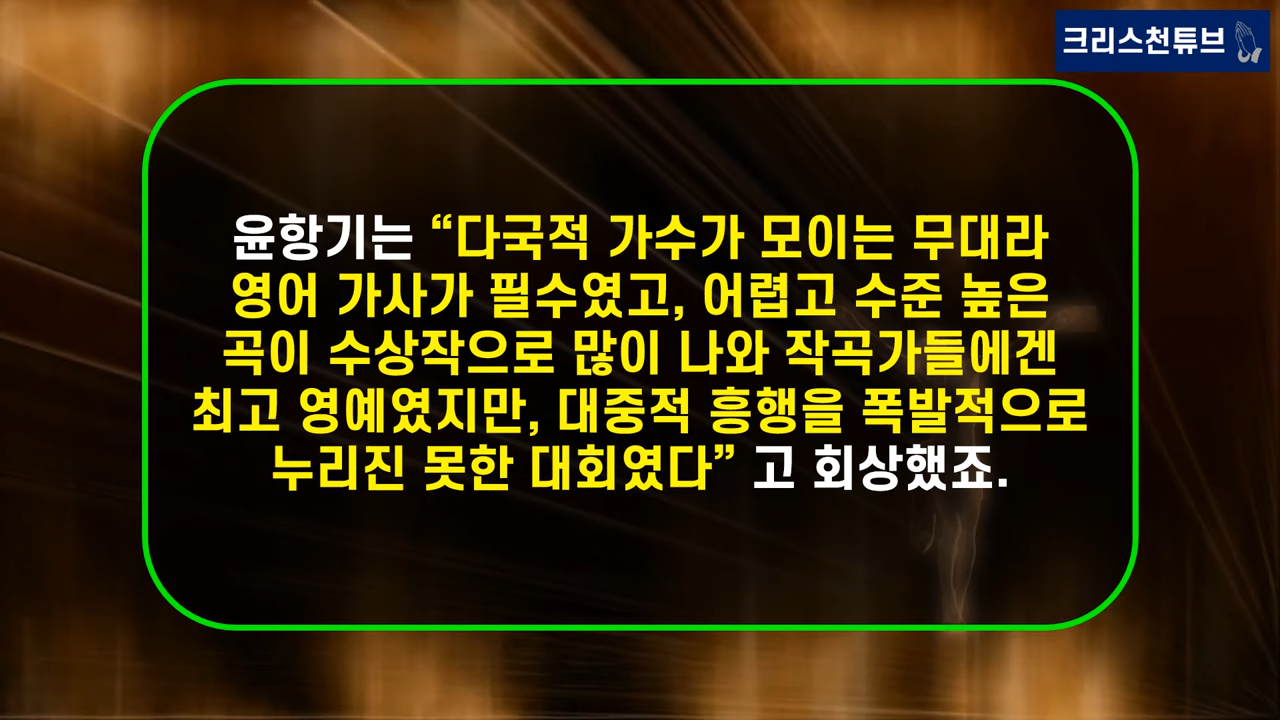 크리스천튜브
윤항기는 “다국적 가수가 모이는 무대라
영어 가사가 필수였고, 어렵고 수준 높은
곡이 수상작으로 많이 나와 작곡가들에겐
최고 영예였지만, 대중적 흥행을 폭발적으로
누리진 못한 대회였다” 고 회상했죠.